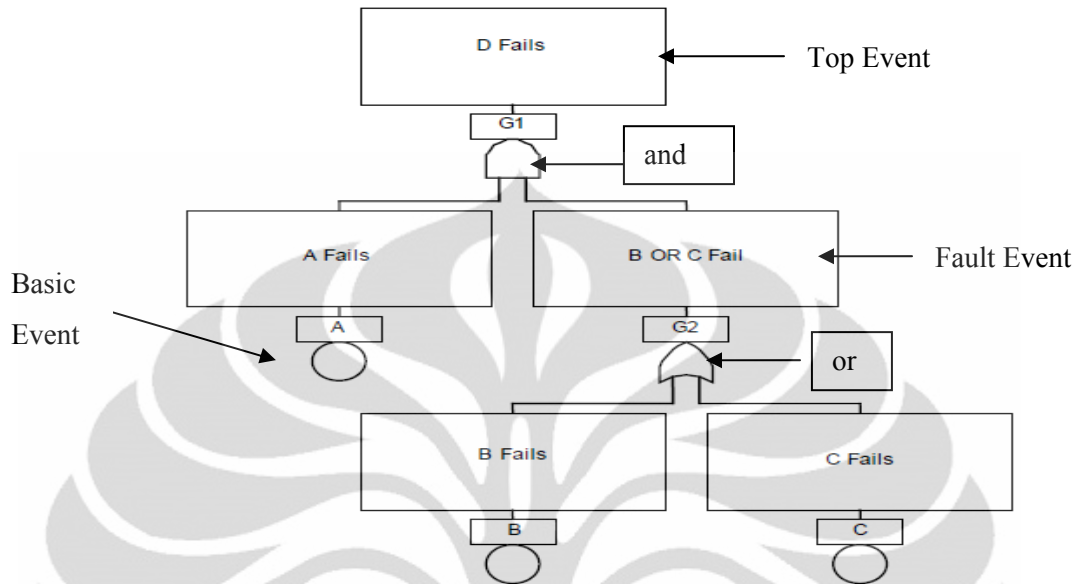 D Fails
Top Event
G1
and
A Fails
B OR C Fail
Fault Event
Basic
Event
A
G2
or
B Fails
C Fails
B
C